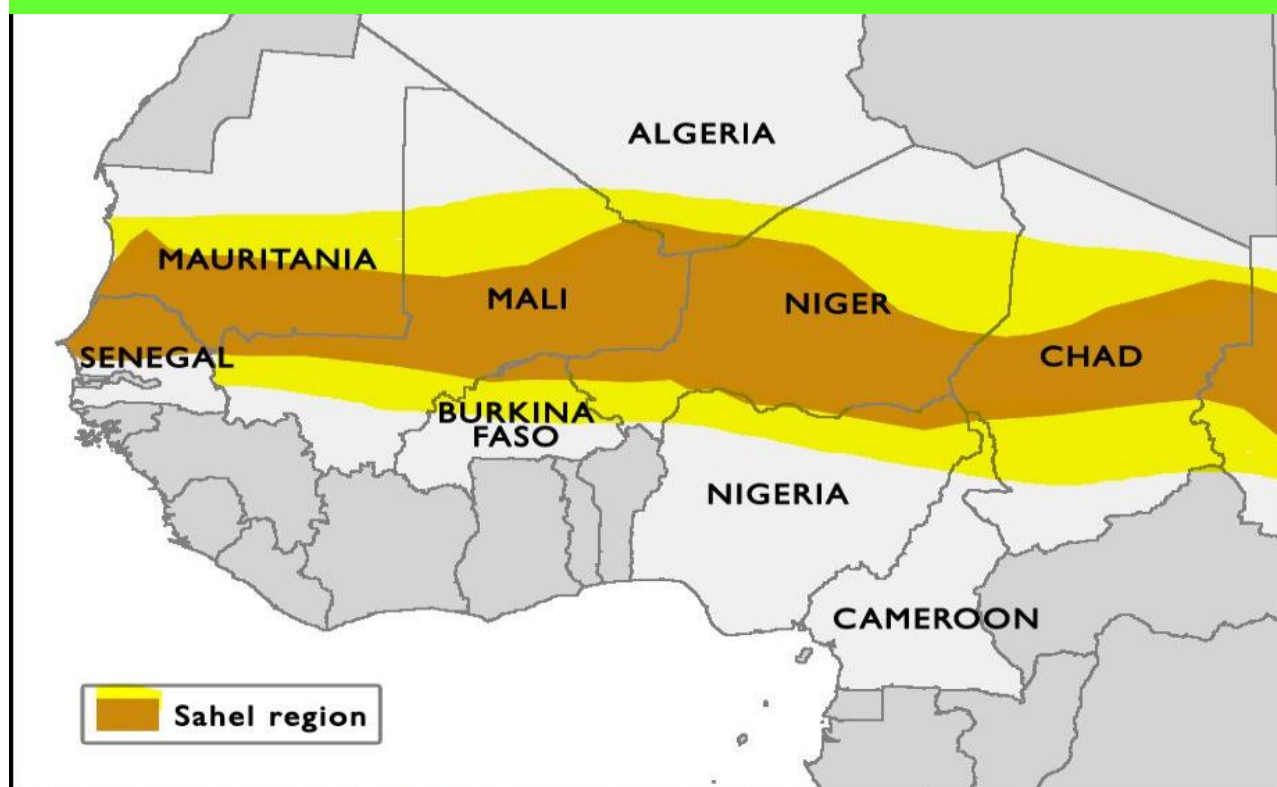 ALGERIA
MAURITANIA
MALI
NIGER
SENEGAL
CHAD
BURKINA
FASO
NIGERIA
CAMEROON
Sahel region